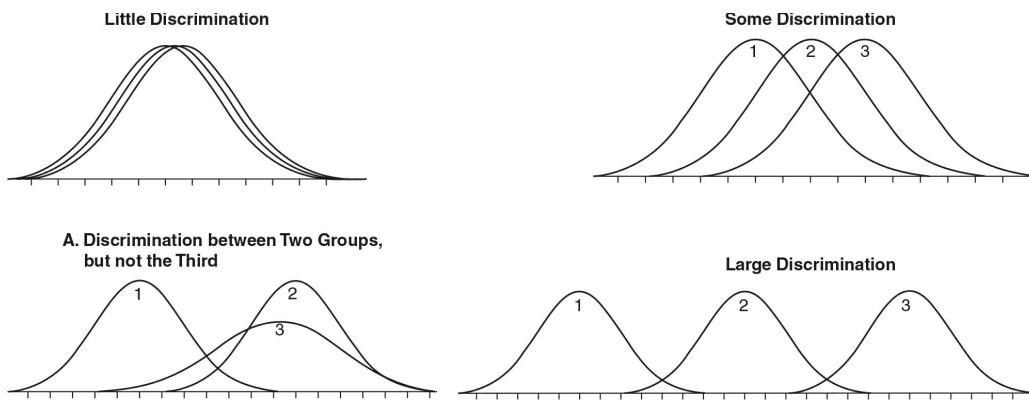 Little Discrimination
Some Discrimination
1
2
3
A. Discrimination between Two Groups,
but not the Third
1
2
3
Large Discrimination
1
2
3